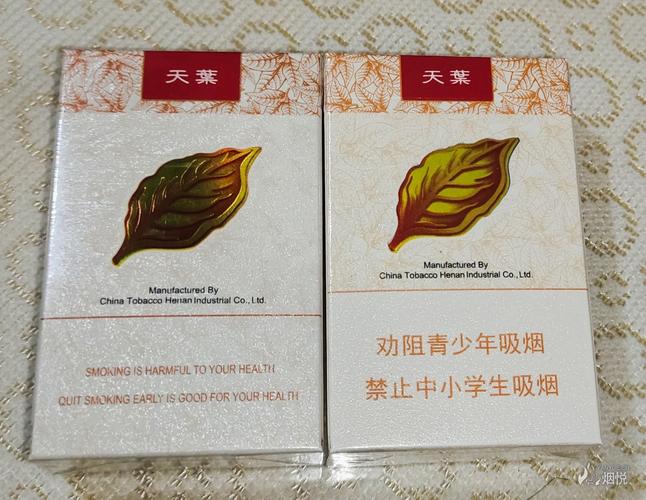 天葉
Manufactured By
China Tobacco Henan Industrial Co., Ltd.
SMOKING IS HARMFUL TO YOUR HEALTH
QUIT SMOKING EARLY IS GOOD FOR YOUR HEALTH
天葉
Manufactured By
China Tobacco Henan Industrial Co., Ltd.
劝阻青少年吸烟
禁止中小学生吸烟
烟悦